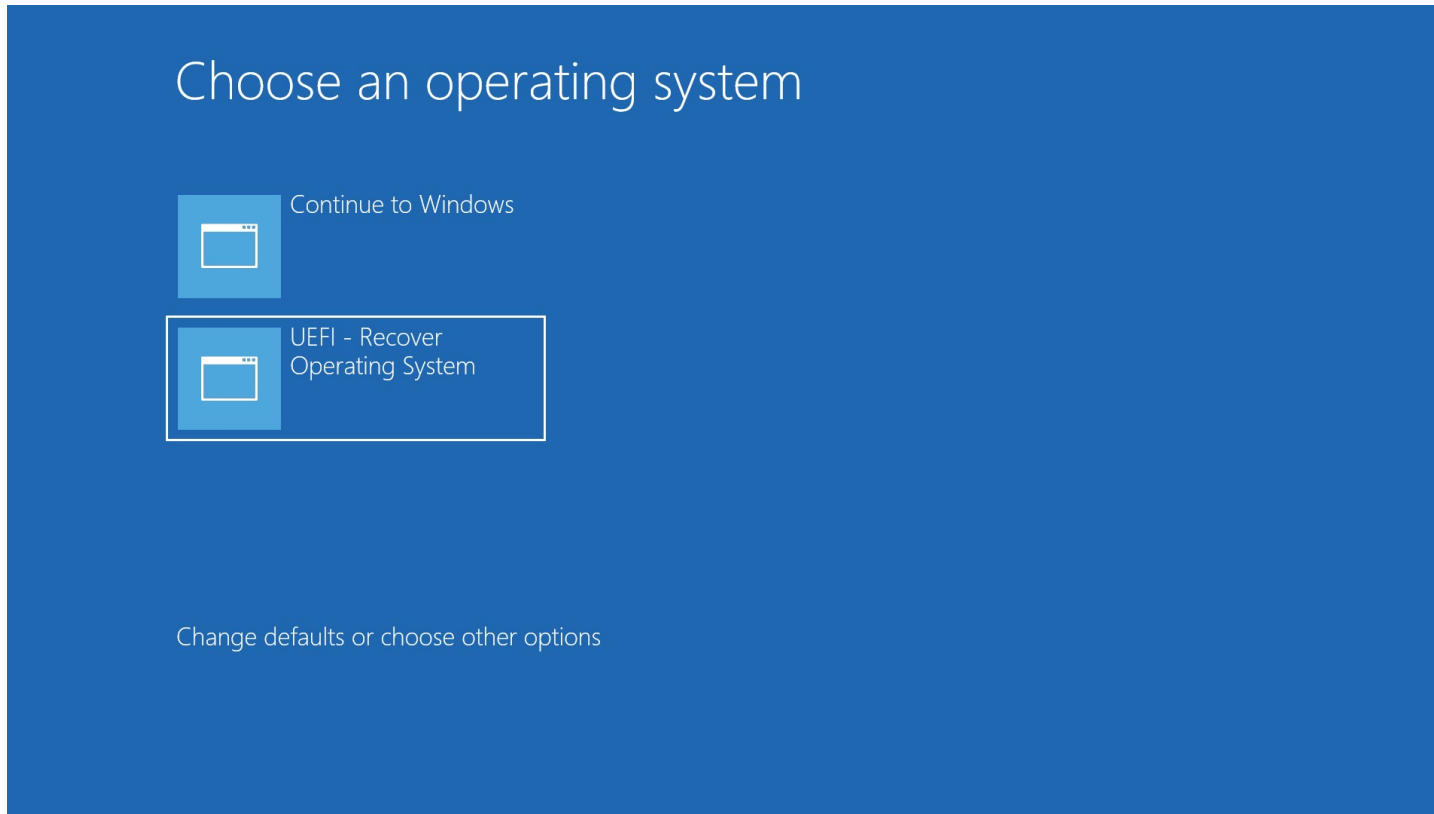 Choose an operating system
Continue to Windows
UEFI - Recover
Operating System
Change defaults or choose other options